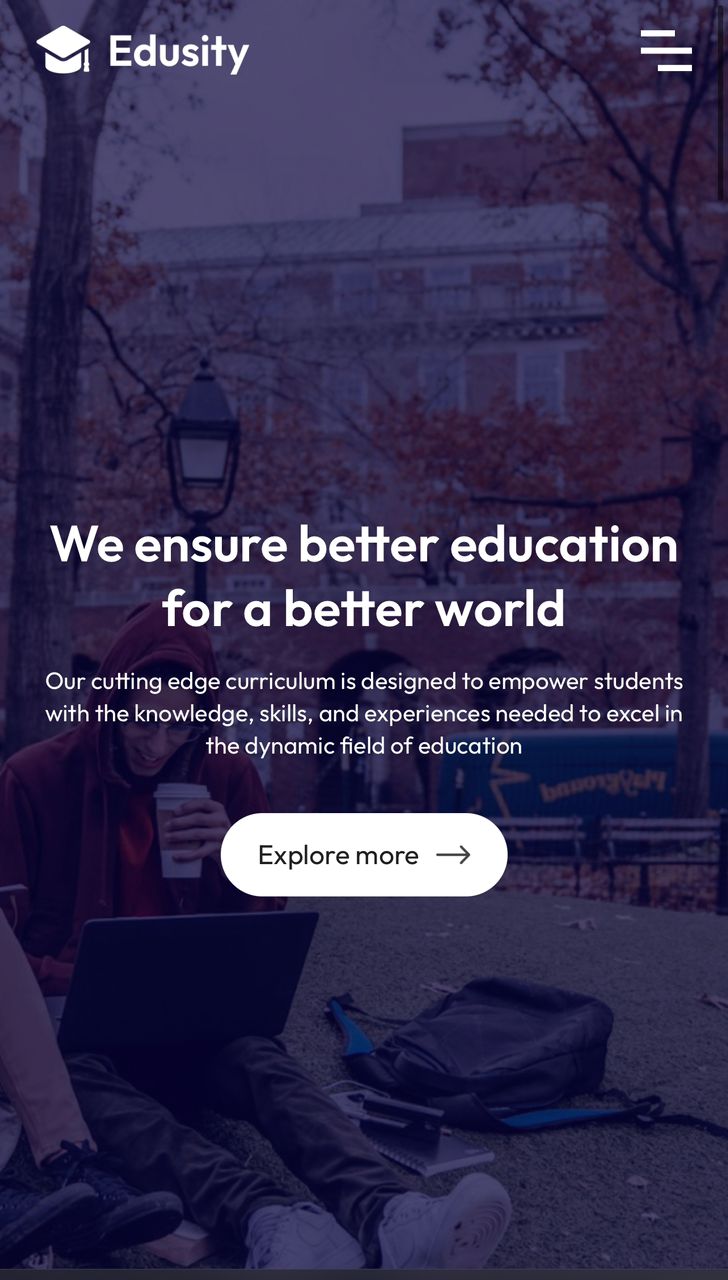 Edusity
We ensure better education
for a better world
Our cutting edge curriculum is designed to empower students
with the knowledge, skills, and experiences needed to excel in
the dynamic field of education
playground
Explore more